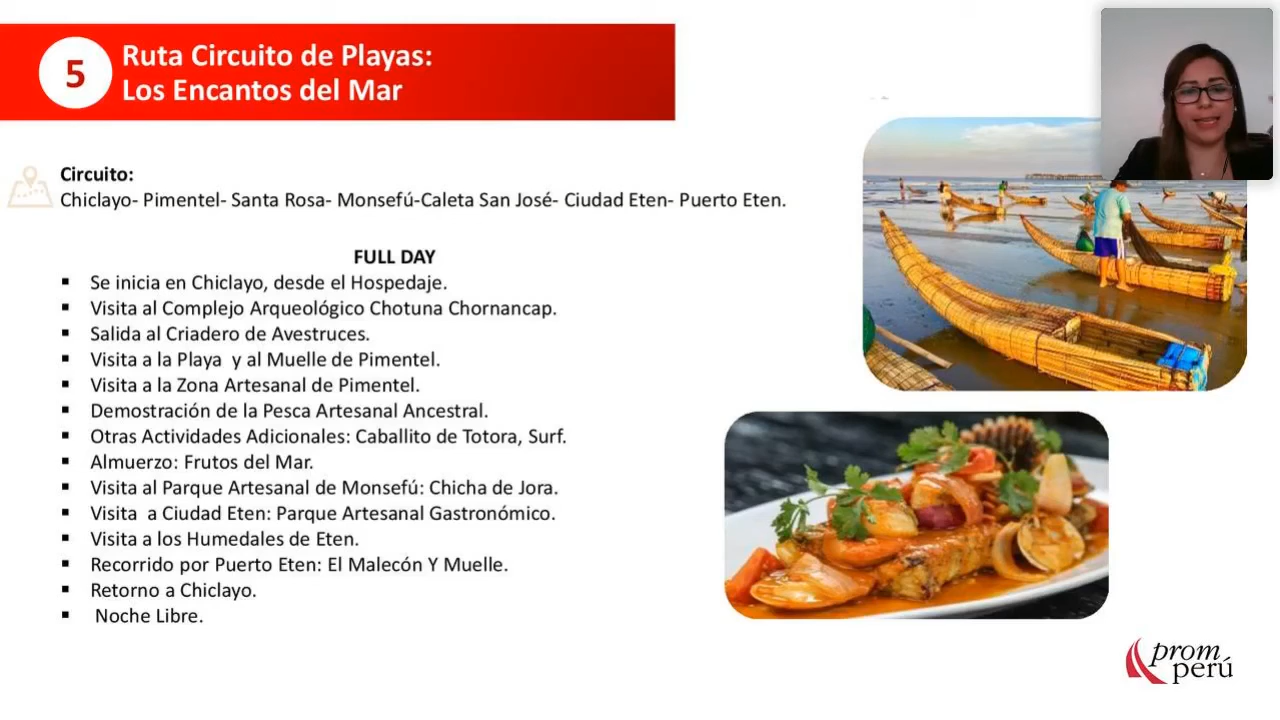 5
Ruta Circuito de Playas:
Los Encantos del Mar
Circuito:
Chiclayo- Pimentel- Santa Rosa- Monsefú-Caleta San José- Ciudad Eten- Puerto Eten.
FULL DAY
▪ Se inicia en Chiclayo, desde el Hospedaje.
▪ Visita al Complejo Arqueológico Chotuna Chornancap.
▪ Salida al Criadero de Avestruces.
▪ Visita a la Playa y al Muelle de Pimentel.
▪ Visita a la Zona Artesanal de Pimentel.
▪ Demostración de la Pesca Artesanal Ancestral.
▪ Otras Actividades Adicionales: Caballito de Totora, Surf.
▪ Almuerzo: Frutos del Mar.
▪ Visita al Parque Artesanal de Monsefú: Chicha de Jora.
▪ Visita a Ciudad Eten: Parque Artesanal Gastronómico.
▪ Visita a los Humedales de Eten.
▪ Recorrido por Puerto Eten: El Malecón Y Muelle.
▪ Retorno a Chiclayo.
▪ Noche Libre.
prom
perú